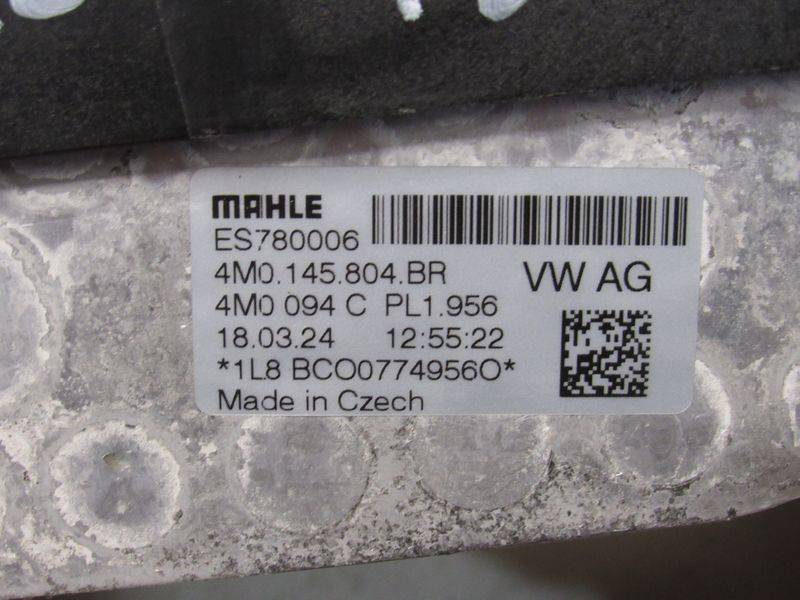 MAHLE
ES780006
4M0.145.804.BR VW AG
4M0 094 C PL1.956
18.03.24 12:55:22
*1L8 BCO07749560*
Made in Czech